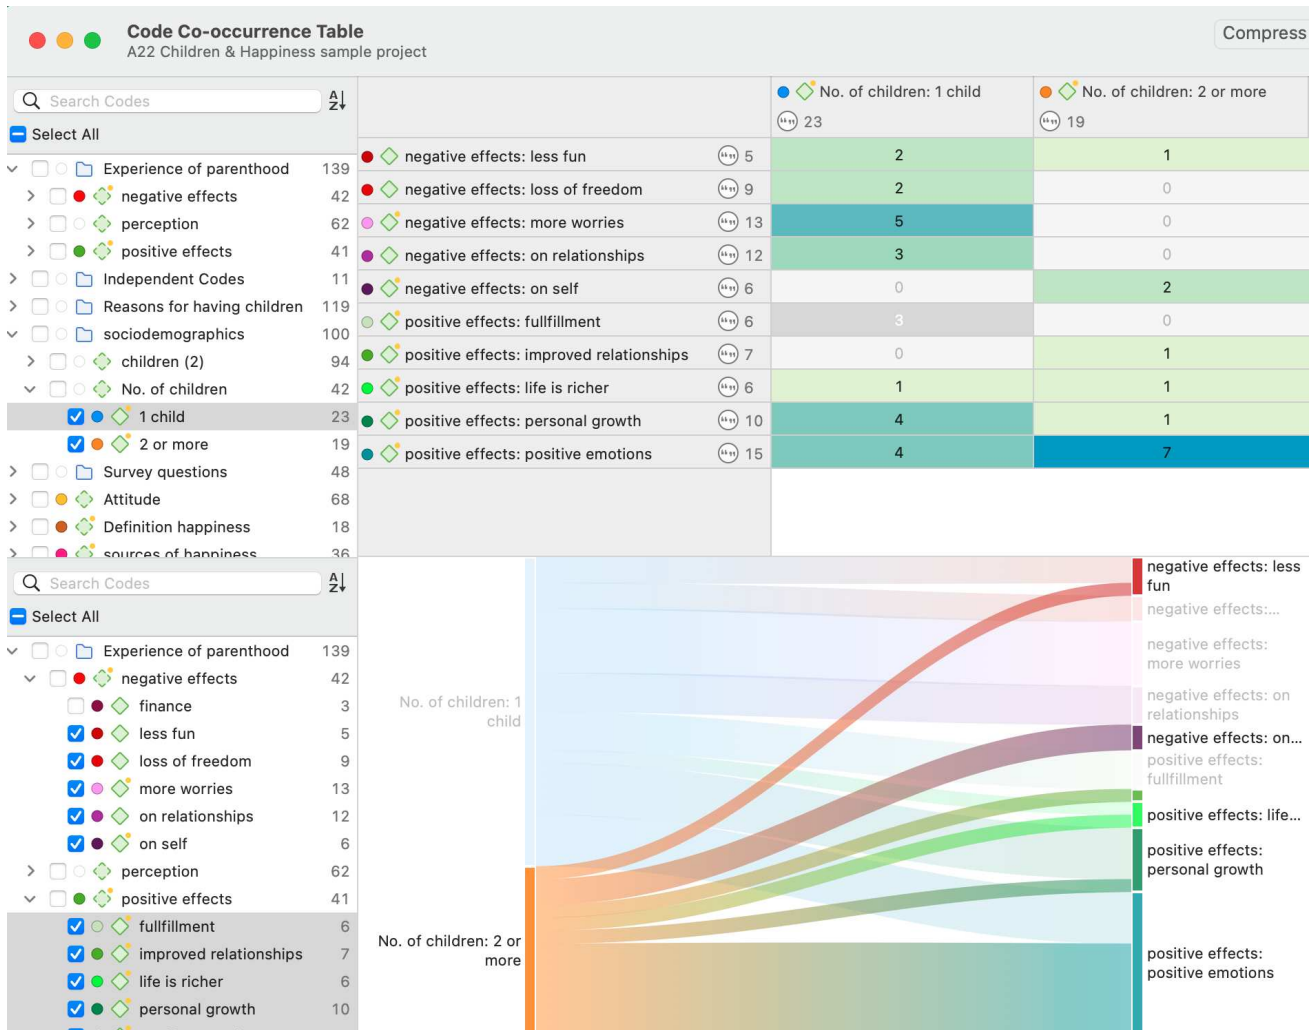 Code Co-occurrence Table
A22 Children & Happiness sample project
Compress
Search Codes
Select All
Experience of parenthood 139
negative effects 42
perception 62
positive effects 41
Independent Codes 11
Reasons for having children 119
sociodemographics 100
children (2) 94
No. of children 42
1 child 23
2 or more 19
Survey questions 48
Attitude 68
Definition happiness 18
sources of happiness 36
No. of children: 1 child
23
No. of children: 2 or more
19
negative effects: less fun 5 2 1
negative effects: loss of freedom 9 2 0
negative effects: more worries 13 5 0
negative effects: on relationships 12 3 0
negative effects: on self 6 0 2
positive effects: fullfillment 6 3 0
positive effects: improved relationships 7 0 1
positive effects: life is richer 6 1 1
positive effects: personal growth 10 4 1
positive effects: positive emotions 15 4 7
Search Codes
Select All
Experience of parenthood 139
negative effects 42
finance 3
less fun 5
loss of freedom 9
more worries 13
on relationships 12
on self 6
perception 62
positive effects 41
fullfillment 6
improved relationships 7
life is richer 6
personal growth 10
No. of children: 1
child
No. of children: 2 or
more
negative effects: less
fun
negative effects:...
negative effects:
more worries
negative effects: on
relationships
negative effects: on...
positive effects:
fullfillment
positive effects: life...
positive effects:
personal growth
positive effects:
positive emotions